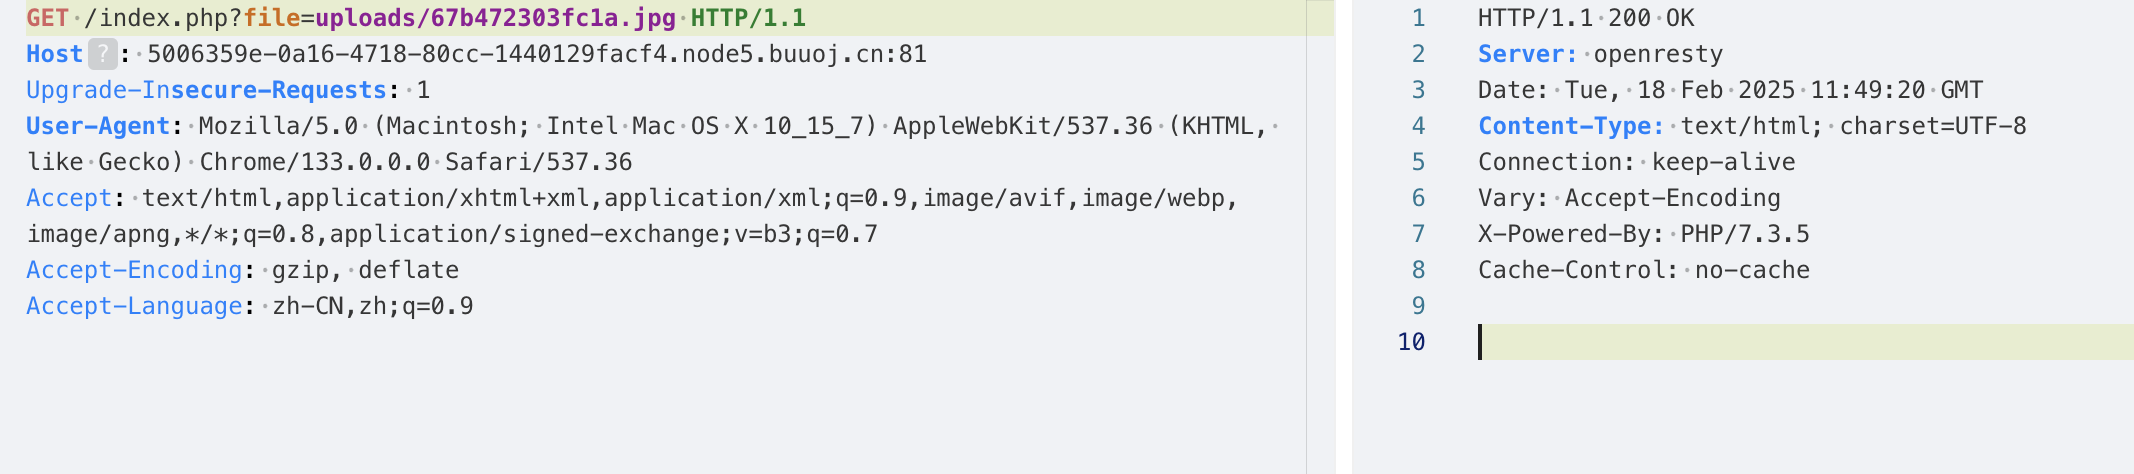 GET /index.php?file=uploads/67b472303fc1a.jpg HTTP/1.1
Host ? : 5006359e-0a16-4718-80cc-1440129facf4.node5.buuoj.cn:81
Upgrade-Insecure-Requests: 1
User-Agent: Mozilla/5.0 (Macintosh; Intel Mac OS X 10_15_7) AppleWebKit/537.36 (KHTML,
like Gecko) Chrome/133.0.0.0 Safari/537.36
Accept: text/html,application/xhtml+xml,application/xml;q=0.9,image/avif,image/webp,
image/apng,*/*;q=0.8,application/signed-exchange;v=b3;q=0.7
Accept-Encoding: gzip, deflate
Accept-Language: zh-CN,zh;q=0.9
1 HTTP/1.1 200 OK
2 Server: openresty
3 Date: Tue, 18 Feb 2025 11:49:20 GMT
4 Content-Type: text/html; charset=UTF-8
5 Connection: keep-alive
6 Vary: Accept-Encoding
7 X-Powered-By: PHP/7.3.5
8 Cache-Control: no-cache
9
10